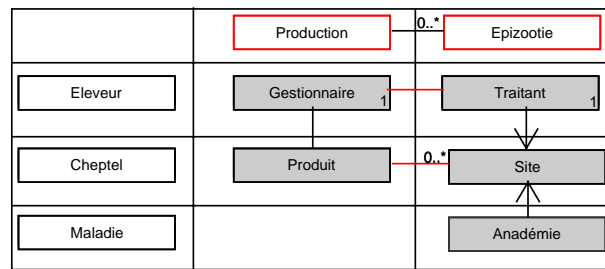 Production 0..* Epizootie
Eleveur Gestionnaire 1 Traitant 1
Cheptel Produit 0..* Site
Maladie Anadémie